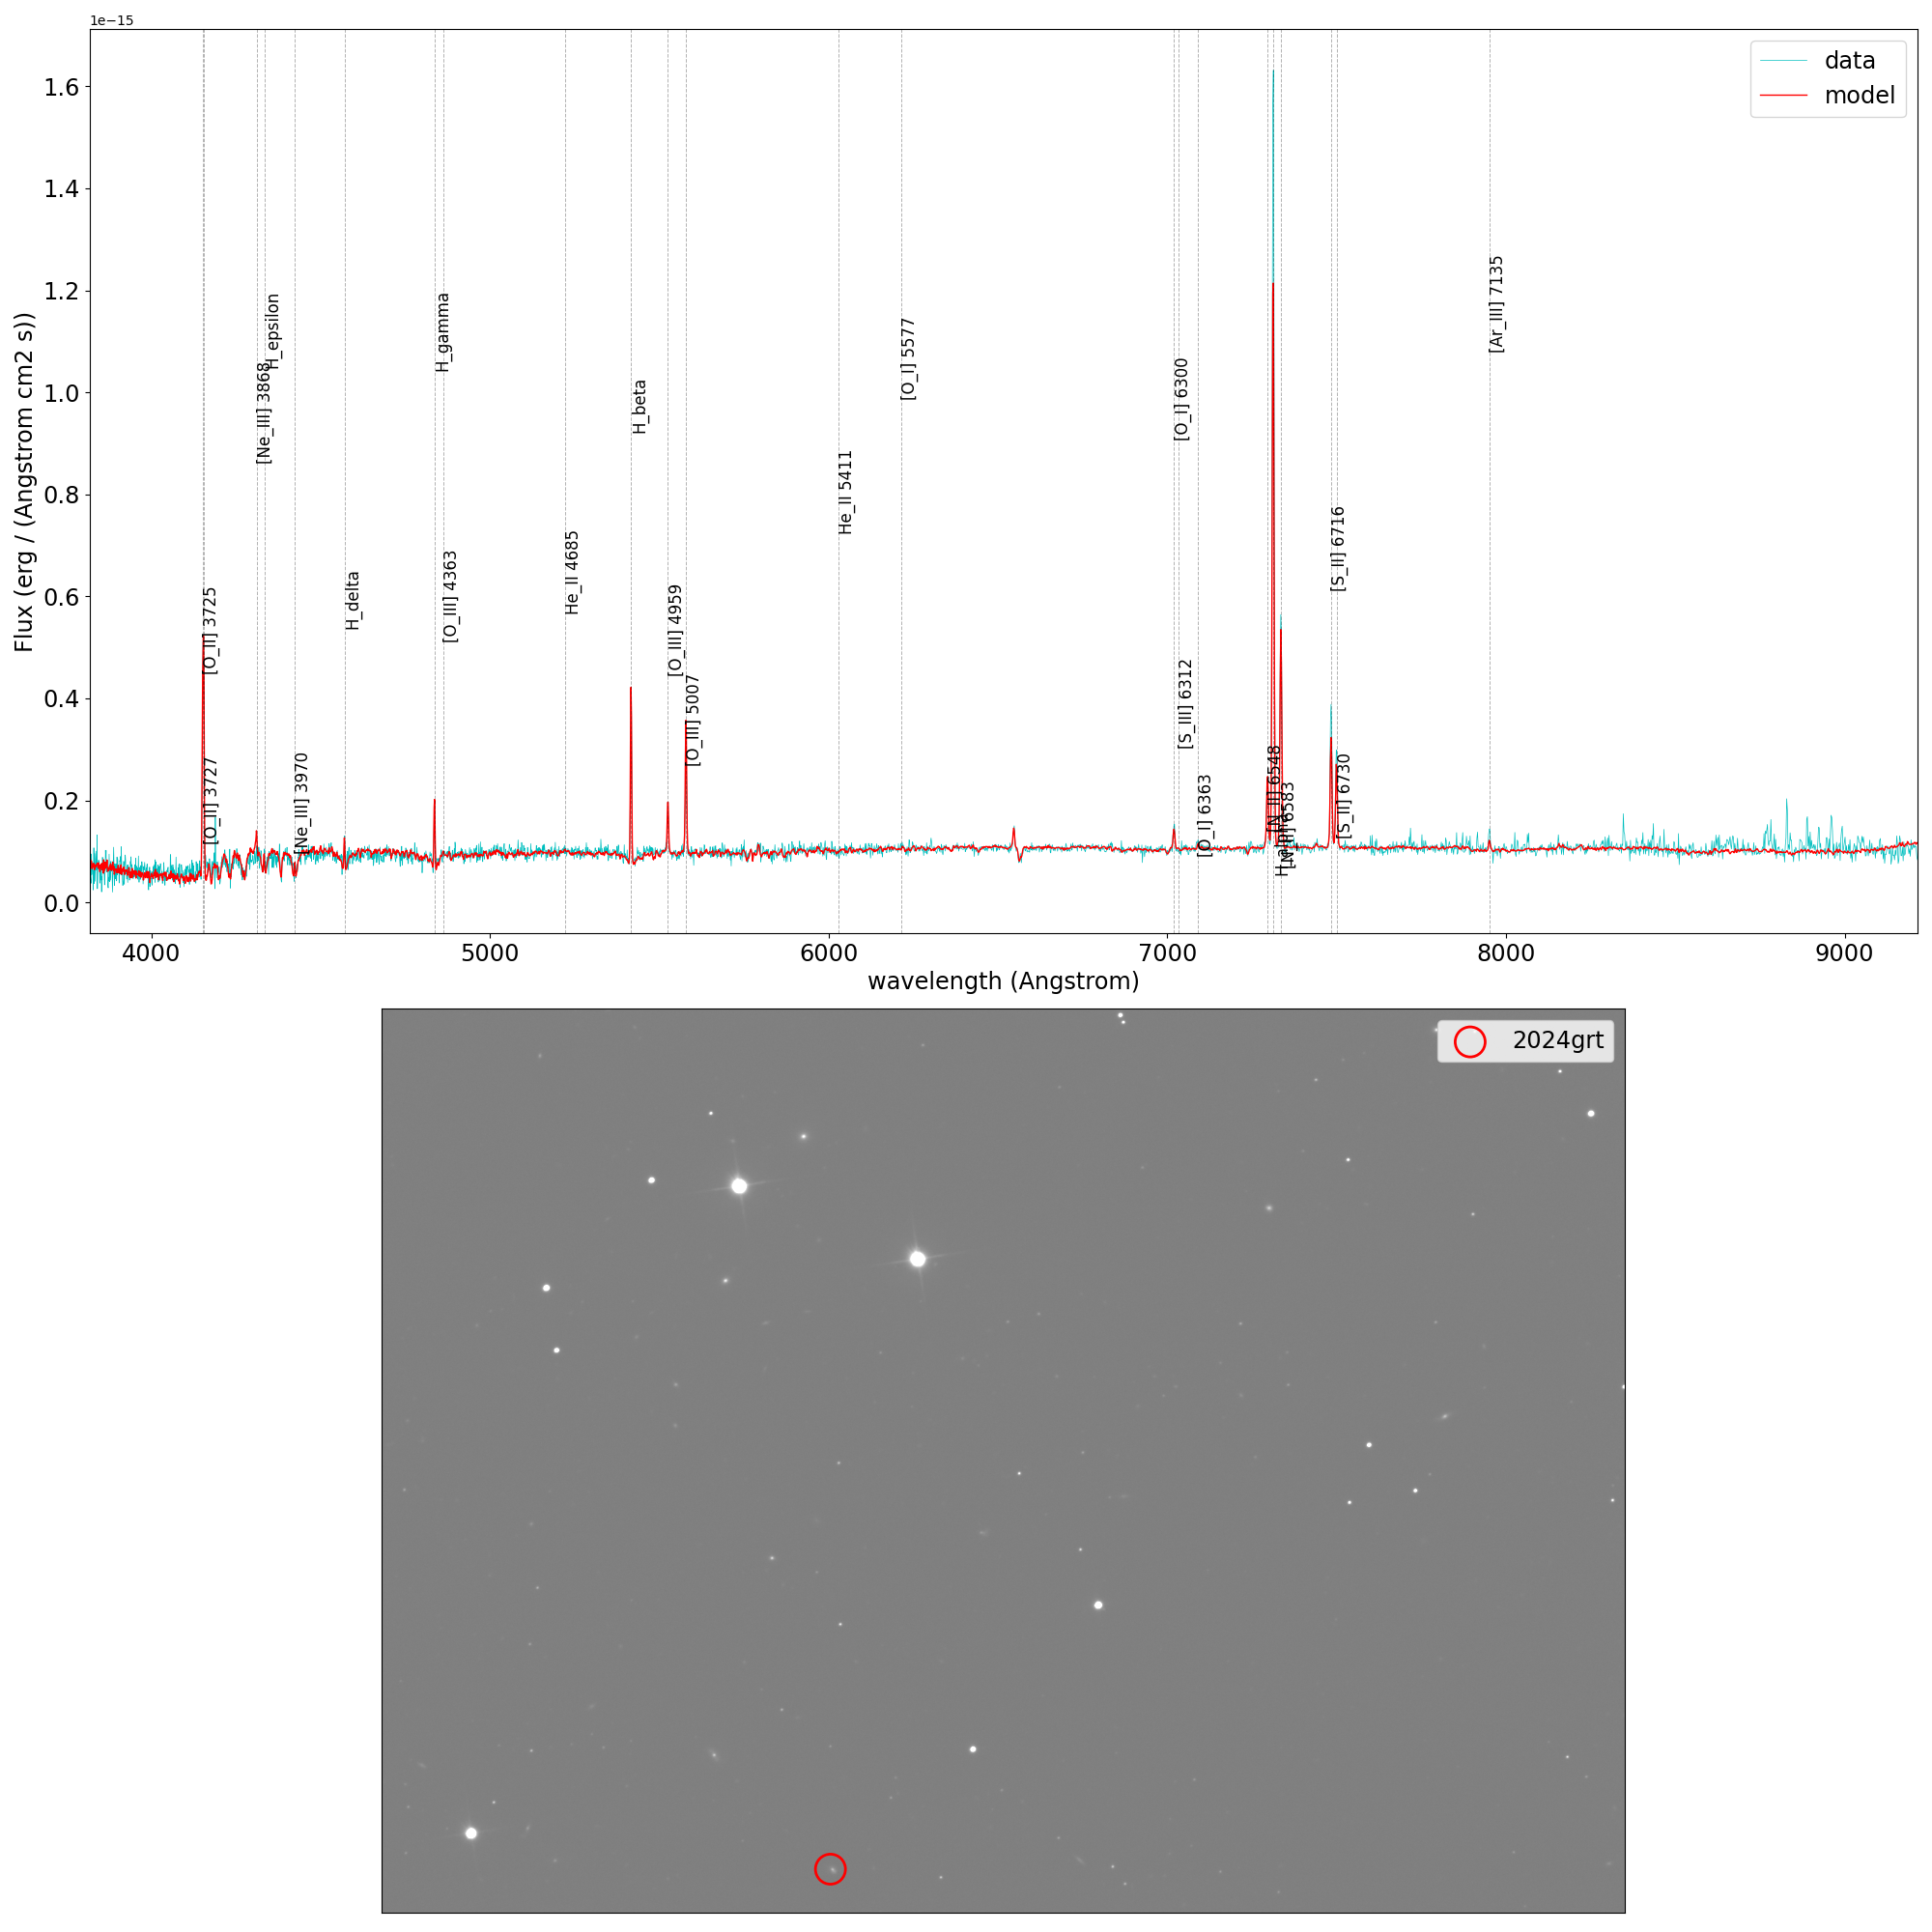 1e−15
data
model
Flux (erg / (Angstrom cm2 s))
1.6
1.4
1.2
1.0
0.8
0.6
0.4
0.2
0.0
[O_II] 3725
[O_II] 3727
[Ne_III] 3868
H_epsilon
[Ne_III] 3970
H_delta
H_gamma
[O_III] 4363
He_II 4685
H_beta
[O_III] 4959
[O_III] 5007
He_II 5411
[O_I] 5577
[O_I] 6300
[S_III] 6312
[O_I] 6363
[N_II] 6548
H_alpha
[N_II] 6583
[S_II] 6716
[S_II] 6730
[Ar_III] 7135
4000 5000 6000 7000 8000 9000
wavelength (Angstrom)
2024grt